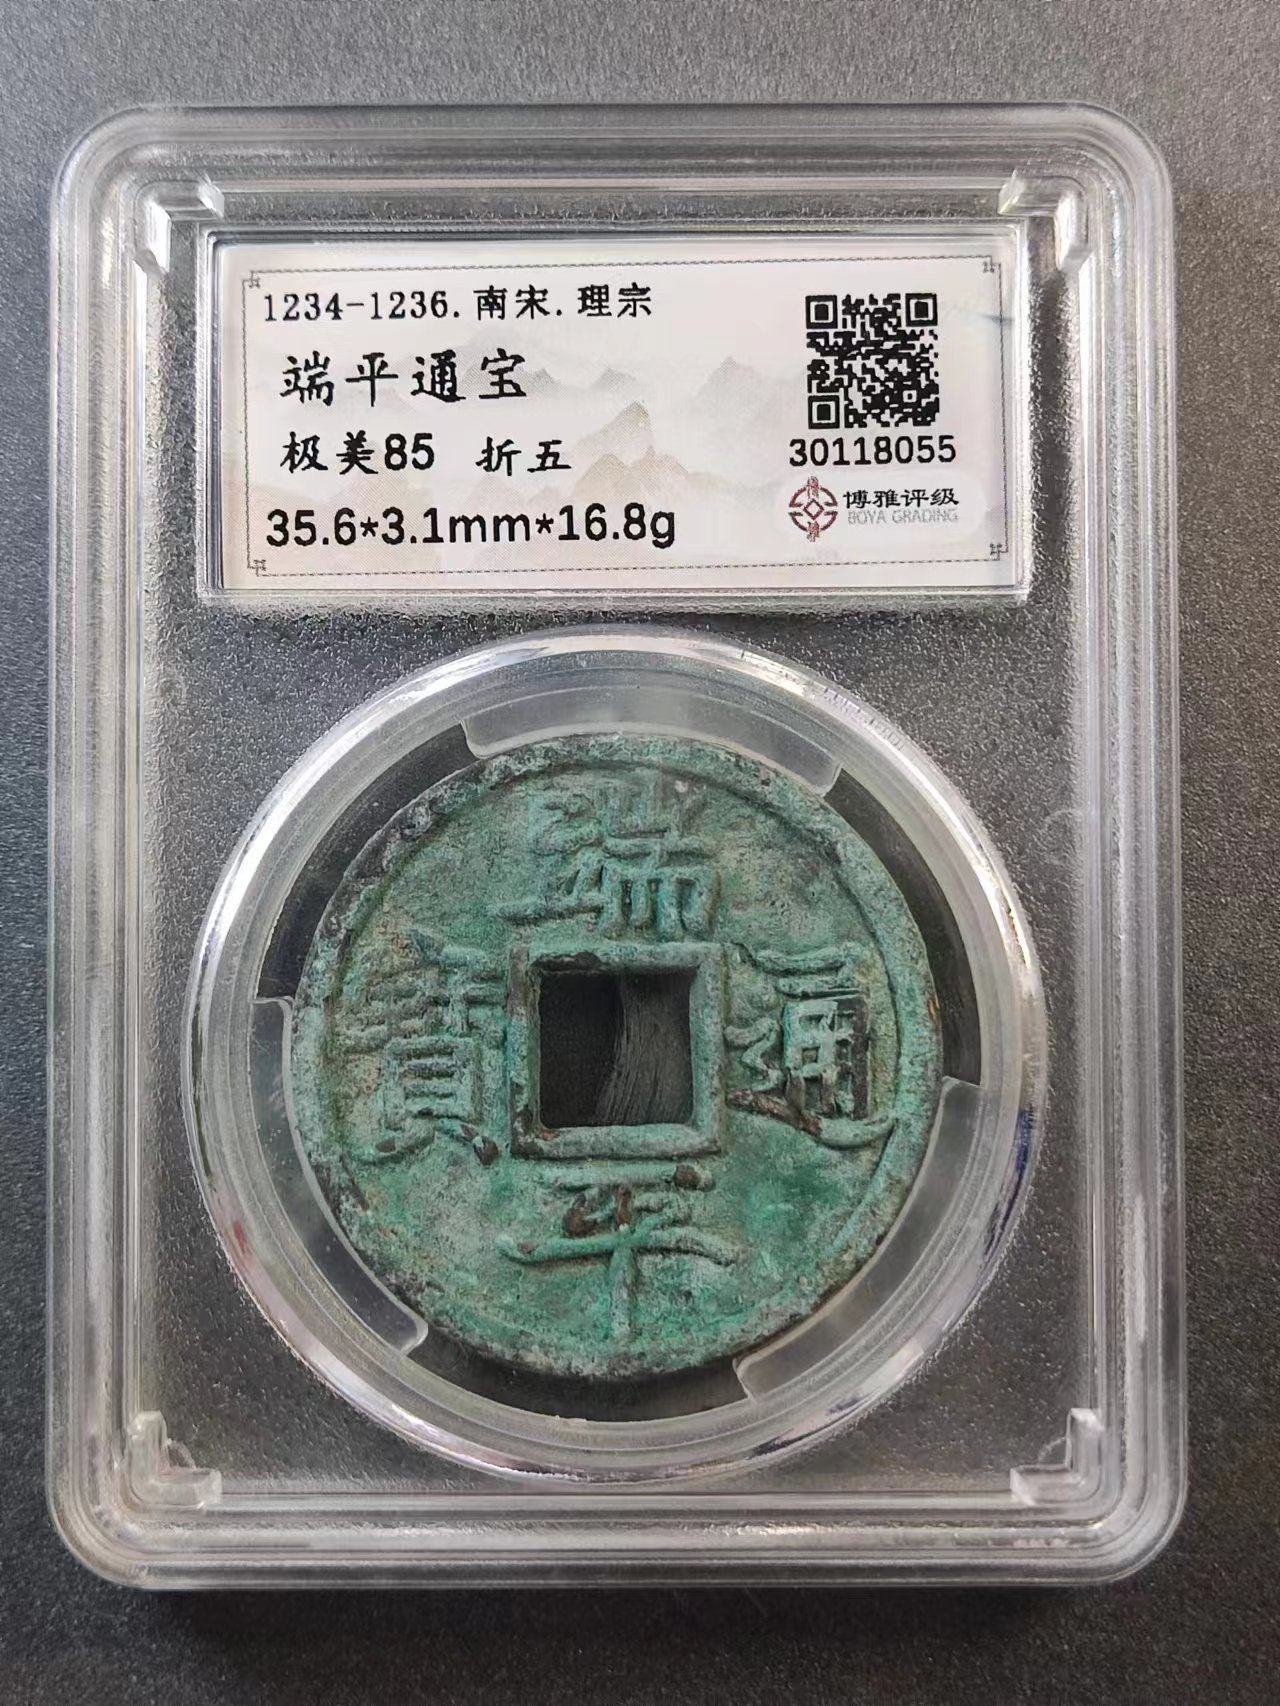 1234-1236.南宋.理宗
端平通宝
极美85 折五
35.6*3.1mm*16.8g
30118055
博雅评级
BOYA GRADING
端平通寶